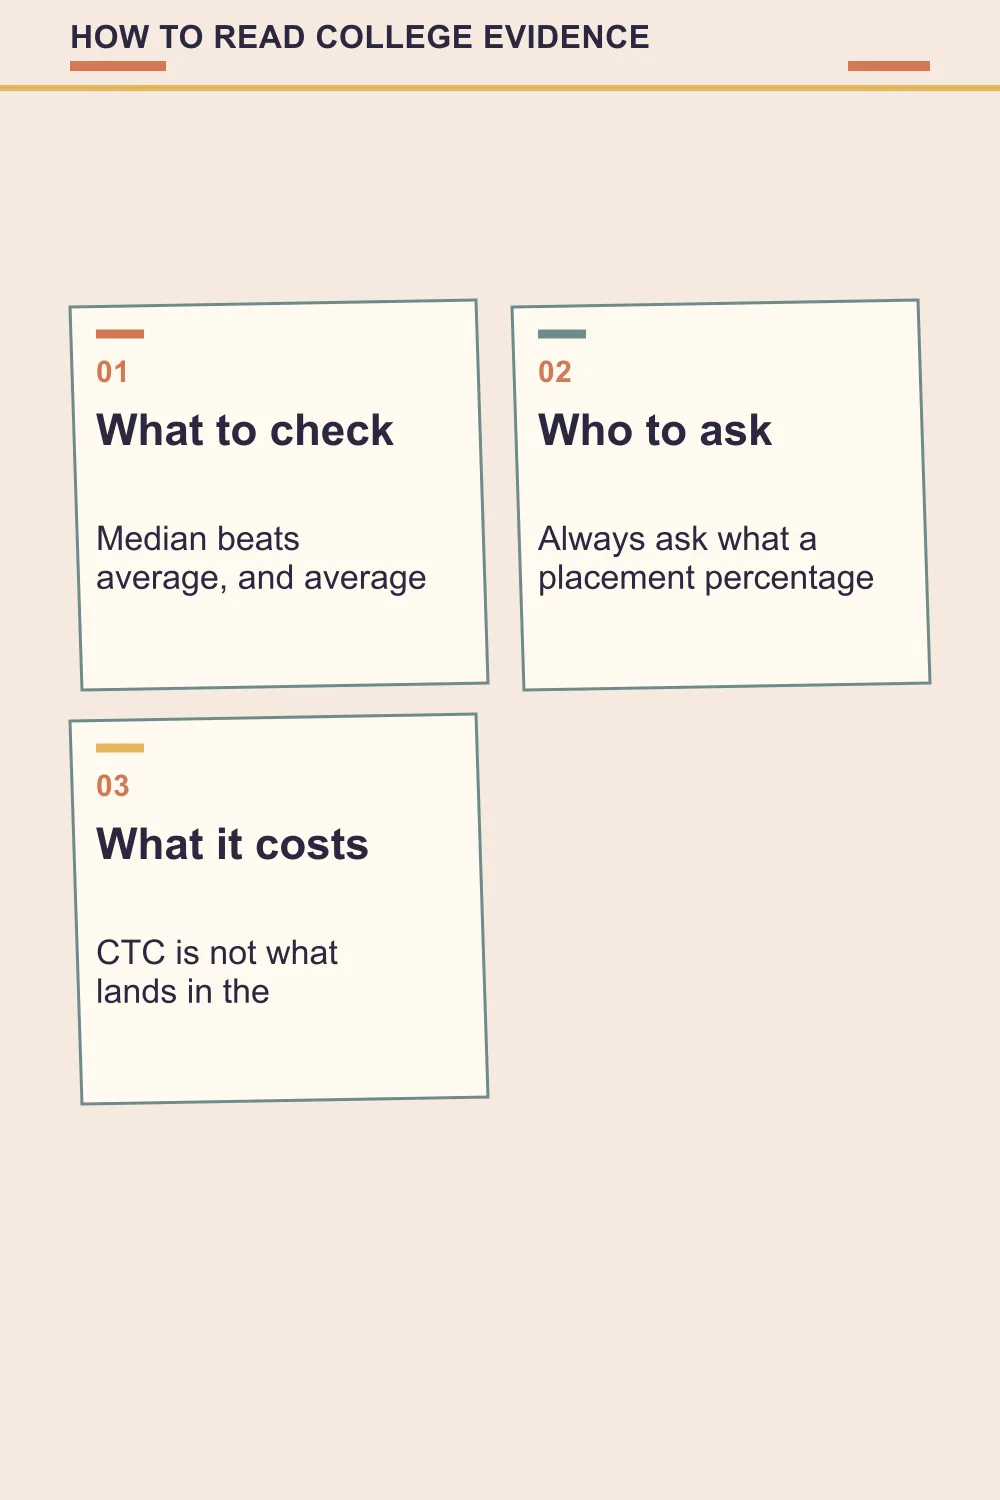 HOW TO READ COLLEGE EVIDENCE
01
What to check
Median beats
average, and average
02
Who to ask
Always ask what a
placement percentage
03
What it costs
CTC is not what
lands in the